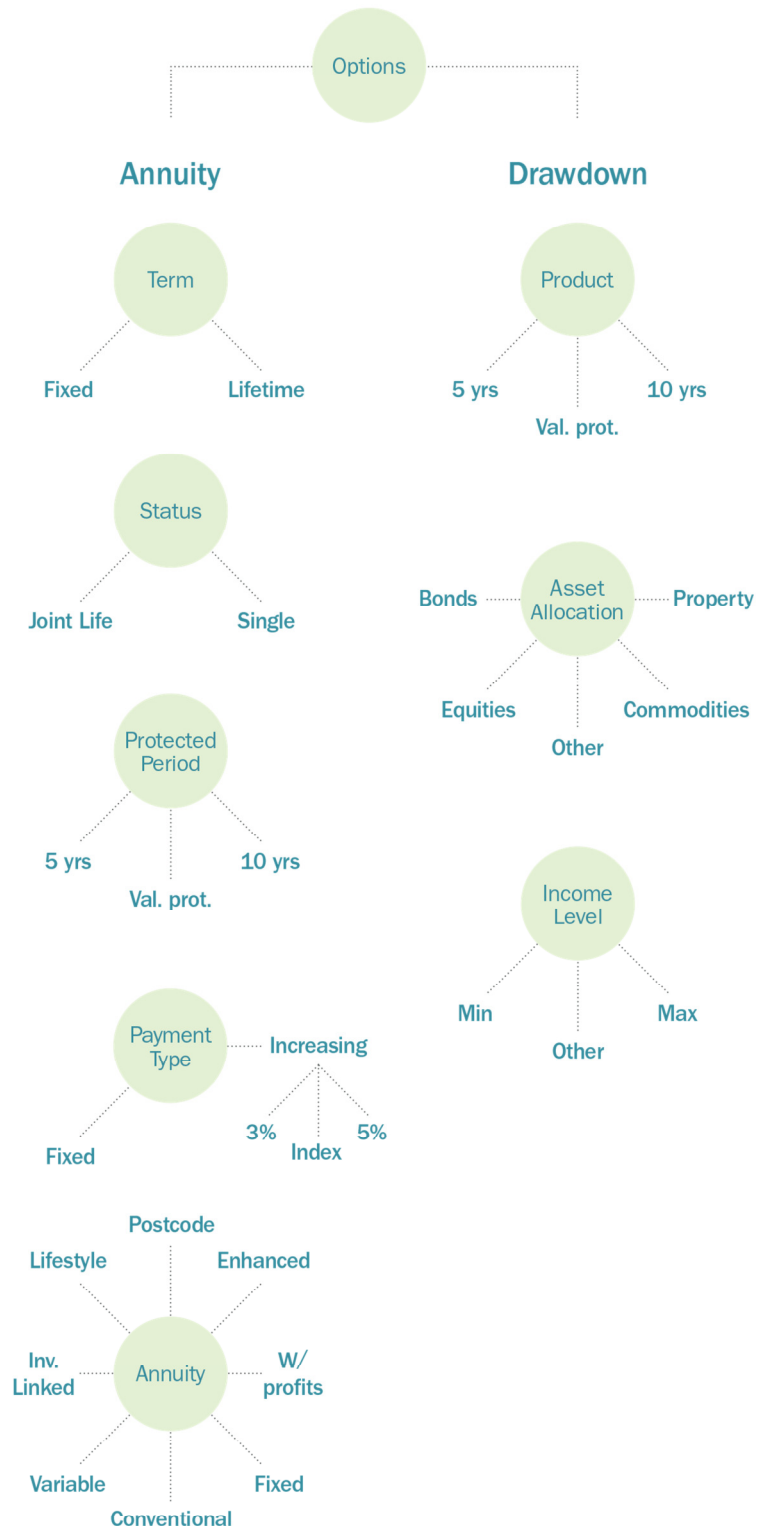 Options
Annuity
Drawdown
Term
Fixed
Lifetime
Status
Joint Life
Single
Protected
Period
5 yrs
Val. prot.
10 yrs
Payment
Type
Increasing
3%
Index
5%
Fixed
Postcode
Lifestyle
Enhanced
Inv.
Linked
Annuity
W/
profits
Variable
Fixed
Conventional
Product
5 yrs
Val. prot.
10 yrs
Bonds
Asset
Allocation
Property
Equities
Other
Commodities
Income
Level
Min
Other
Max